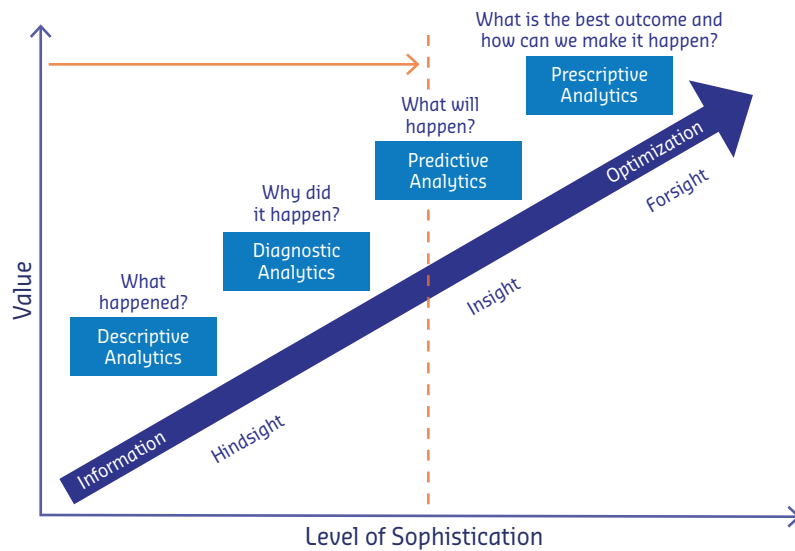 What is the best outcome and
how can we make it happen?
Prescriptive
Analytics
What will
happen?
Predictive
Analytics
Optimization
Forsight
Why did
it happen?
Diagnostic
Analytics
Insight
What
happened?
Descriptive
Analytics
Value
Information
Hindsight
Level of Sophistication